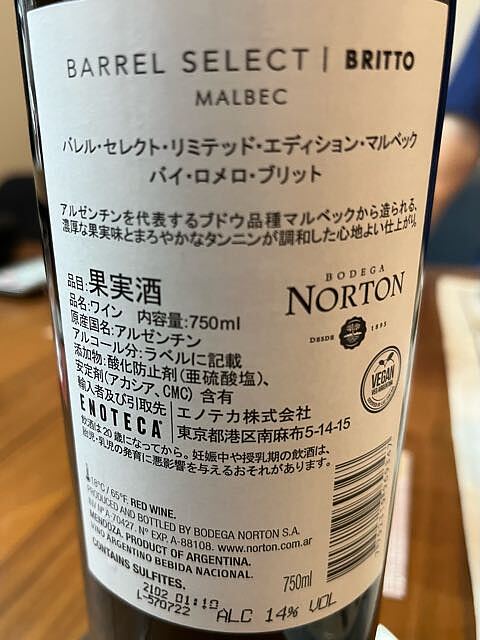 BARREL SELECT | BRITTO
MALBEC
バレル・セレクト・リミテッド・エディション・マルベック
バイ・ロメロ・ブリット
アルゼンチンを代表するブドウ品種マルベックから造られる、
濃厚な果実味とまろやかなタンニンが調和した心地よい仕上がり。
品目:果実酒
品名:ワイン 内容量:750ml
原産国名:アルゼンチン
アルコール分:ラベルに記載
添加物:酸化防止剤(亜硫酸塩)、
安定剤(アカシア、CMC) 含有
輸入者及び引取先
ENOTECA エノテカ株式会社
東京都港区南麻布5-14-15
飲酒は20歳になってから。妊娠中や授乳期の飲酒は、
胎児・乳児の発育に悪影響を与えるおそれがあります。
BODEGA
NORTON
DESDE 1895
VEGAN
18°C / 65°F. RED WINE.
PRODUCED AND BOTTLED BY BODEGA NORTON S.A.
INV Nº A-70427. Nº EXP. A-88108. www.norton.com.ar
MENDOZA. PRODUCT OF ARGENTINA.
VINO ARGENTINO BEBIDA NACIONAL.
CONTAINS SULFITES.
750ml
2102 01:10
L-570722 ALC 14% VOL